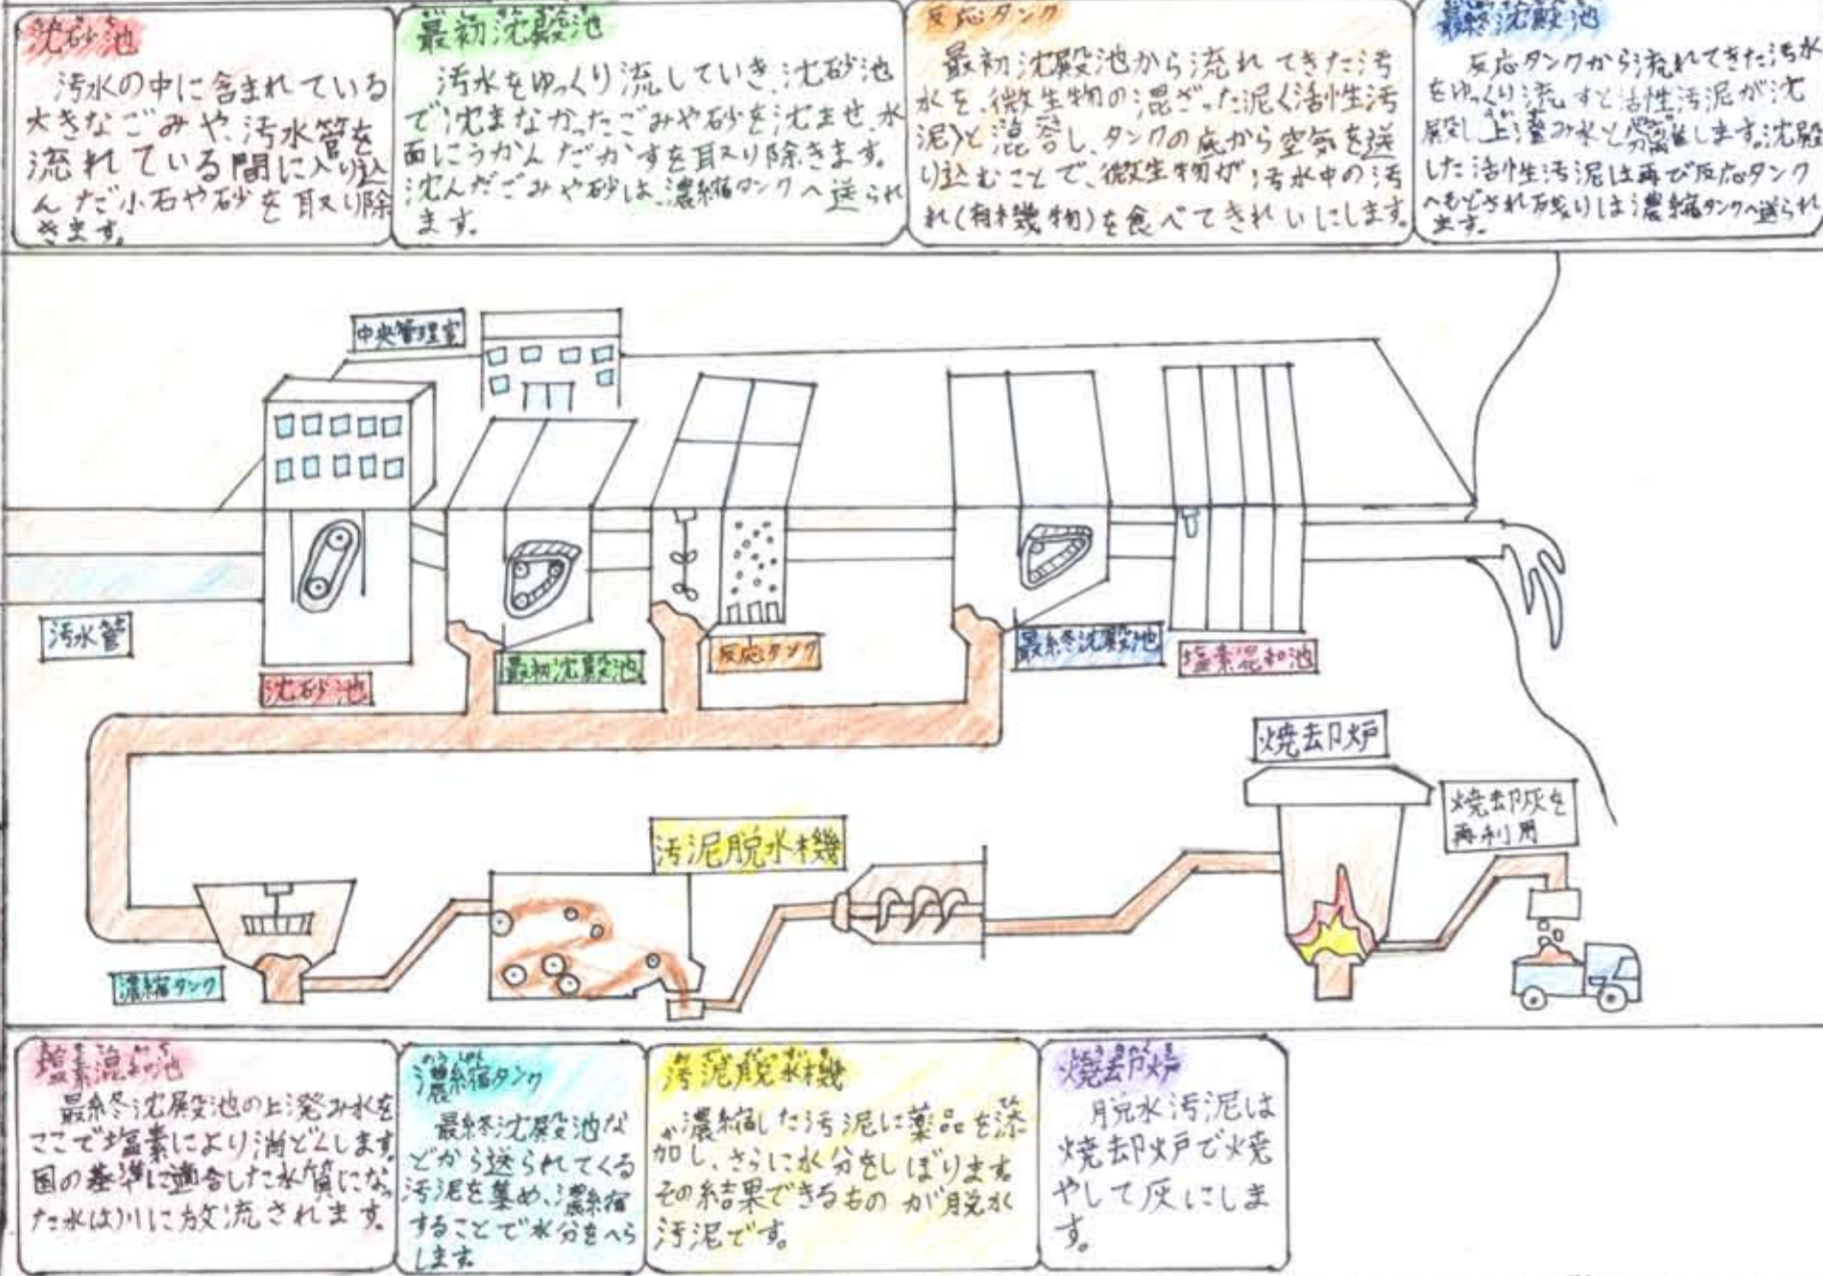 沈砂池
汚水の中に含まれている
大きなごみや、汚水管を
流れている間に入り込
んだ小石や砂を取り除
きます。
最初沈殿池
汚水をゆっくり流していき、沈砂池
で沈まなかったごみや砂を沈ませ、水
面にうかんだかすを取り除きます。
沈んだごみや砂は、濃縮タンクへ送られ
ます。
反応タンク
最初沈殿池から流れてきた汚
水を、微生物の混ざった泥(活性汚
泥)と混合し、タンクの底から空気を送
り込むことで、微生物が汚水中の汚
れ(有機物)を食べてきれいにします。
最終沈殿池
反応タンクから流れてきた汚水
をゆっくり流すと活性汚泥が沈
殿し上澄み水と分離します。沈殿
した活性汚泥は再び反応タンク
へもどされ残りは濃縮タンクへ送られ
ます。
中央管理室
汚水管
沈砂池
最初沈殿池
反応タンク
最終沈殿池
塩素混和池
焼却炉
焼却灰を
再利用
汚泥脱水機
濃縮タンク
塩素混和池
最終沈殿池の上澄み水を
ここで塩素により消どくします。
国の基準に適合した水質になっ
た水は川に放流されます。
のうしゅく
濃縮タンク
最終沈殿池な
どから送られてくる
汚泥を集め、濃縮
することで水分をへら
します。
汚泥脱水機
濃縮した汚泥に薬品を添
加し、さらに水分をしぼります。
その結果できるものが脱水
汚泥です。
焼却炉
脱水汚泥は
焼却炉で焼
やして灰にしま
す。